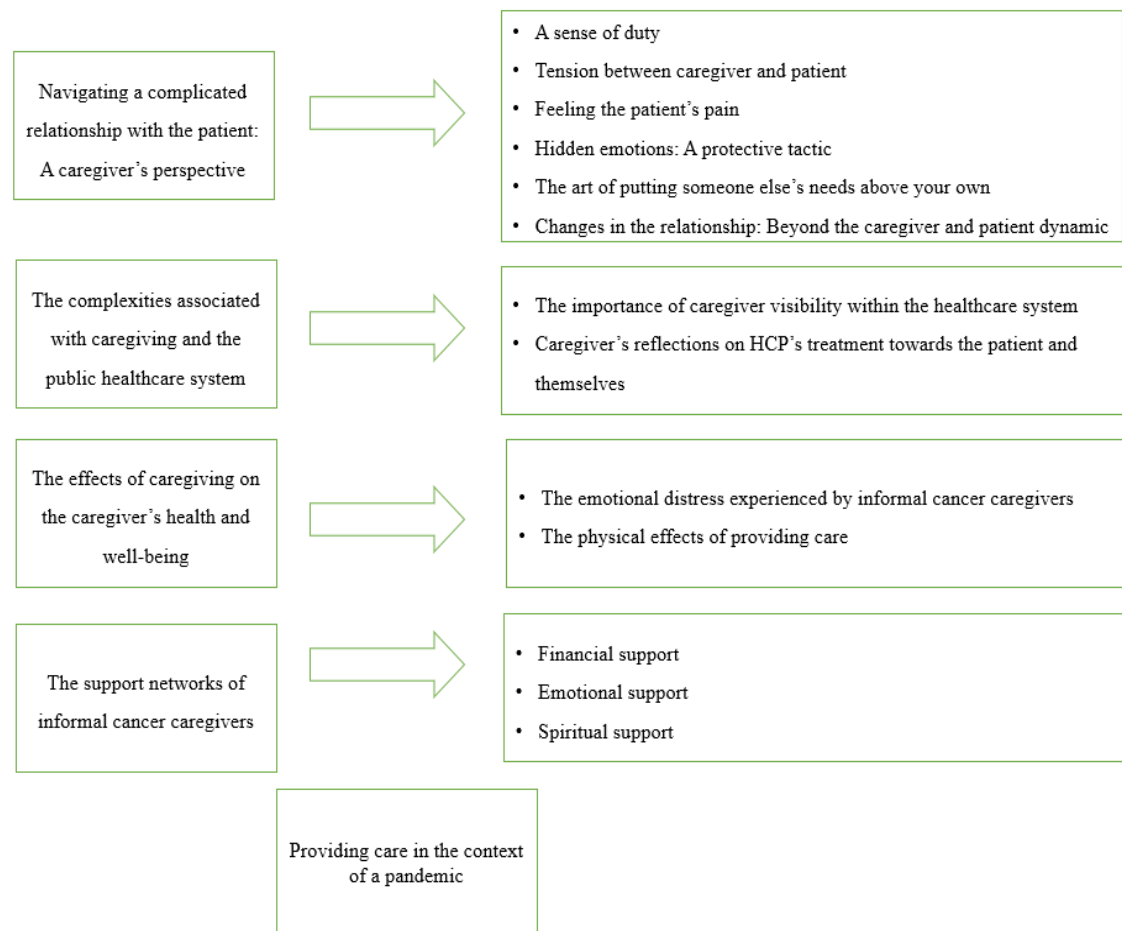 Navigating a complicated
relationship with the patient:
A caregiver's perspective
• A sense of duty
• Tension between caregiver and patient
• Feeling the patient's pain
• Hidden emotions: A protective tactic
• The art of putting someone else's needs above your own
• Changes in the relationship: Beyond the caregiver and patient dynamic
The complexities associated
with caregiving and the
public healthcare system
• The importance of caregiver visibility within the healthcare system
• Caregiver's reflections on HCP's treatment towards the patient and
themselves
The effects of caregiving on
the caregiver's health and
well-being
• The emotional distress experienced by informal cancer caregivers
• The physical effects of providing care
The support networks of
informal cancer caregivers
• Financial support
• Emotional support
• Spiritual support
Providing care in the context
of a pandemic